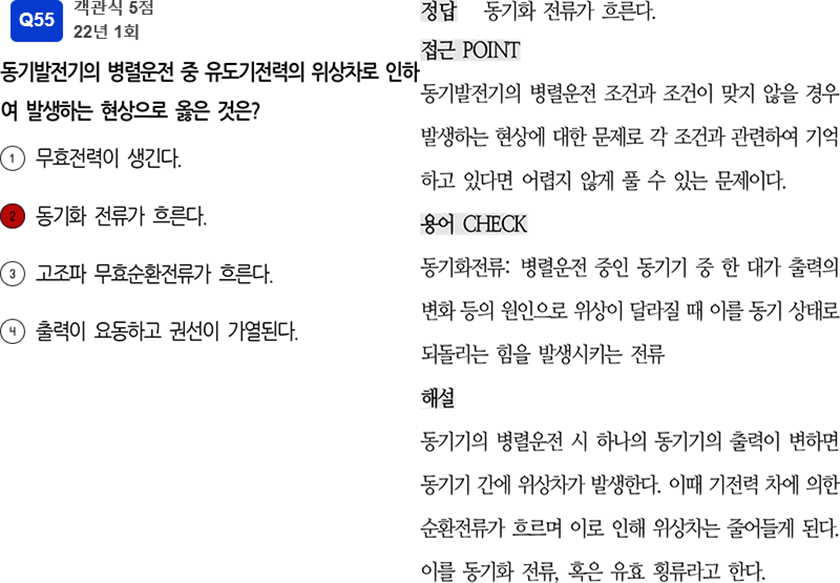 Q55
객관식 5점
22년 1회
동기발전기의 병렬운전 중 유도기전력의 위상차로 인하
여 발생하는 현상으로 옳은 것은?
1 무효전력이 생긴다.
2 동기화 전류가 흐른다.
3 고조파 무효순환전류가 흐른다.
4 출력이 요동하고 권선이 가열된다.
정답 동기화 전류가 흐른다.
접근 POINT
동기발전기의 병렬운전 조건과 조건이 맞지 않을 경우
발생하는 현상에 대한 문제로 각 조건과 관련하여 기억
하고 있다면 어렵지 않게 풀 수 있는 문제이다.
용어 CHECK
동기화전류: 병렬운전 중인 동기기 중 한 대가 출력의
변화 등의 원인으로 위상이 달라질 때 이를 동기 상태로
되돌리는 힘을 발생시키는 전류
해설
동기기의 병렬운전 시 하나의 동기기의 출력이 변하면
동기기 간에 위상차가 발생한다. 이때 기전력 차에 의한
순환전류가 흐르며 이로 인해 위상차는 줄어들게 된다.
이를 동기화 전류, 혹은 유효 횡류라고 한다.